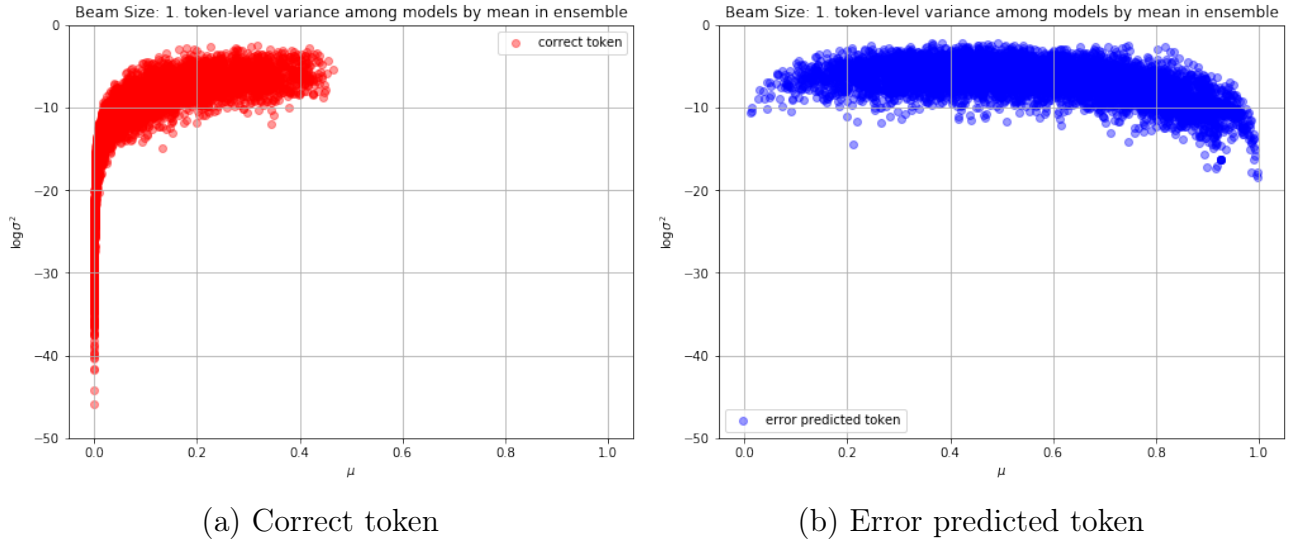 Beam Size: 1. token-level variance among models by mean in ensemble
correct token
0
−10
−20
−30
−40
−50
log σ²
0.0 0.2 0.4 0.6 0.8 1.0
μ
(a) Correct token
Beam Size: 1. token-level variance among models by mean in ensemble
0
−10
−20
−30
−40
−50
log σ²
error predicted token
0.0 0.2 0.4 0.6 0.8 1.0
μ
(b) Error predicted token